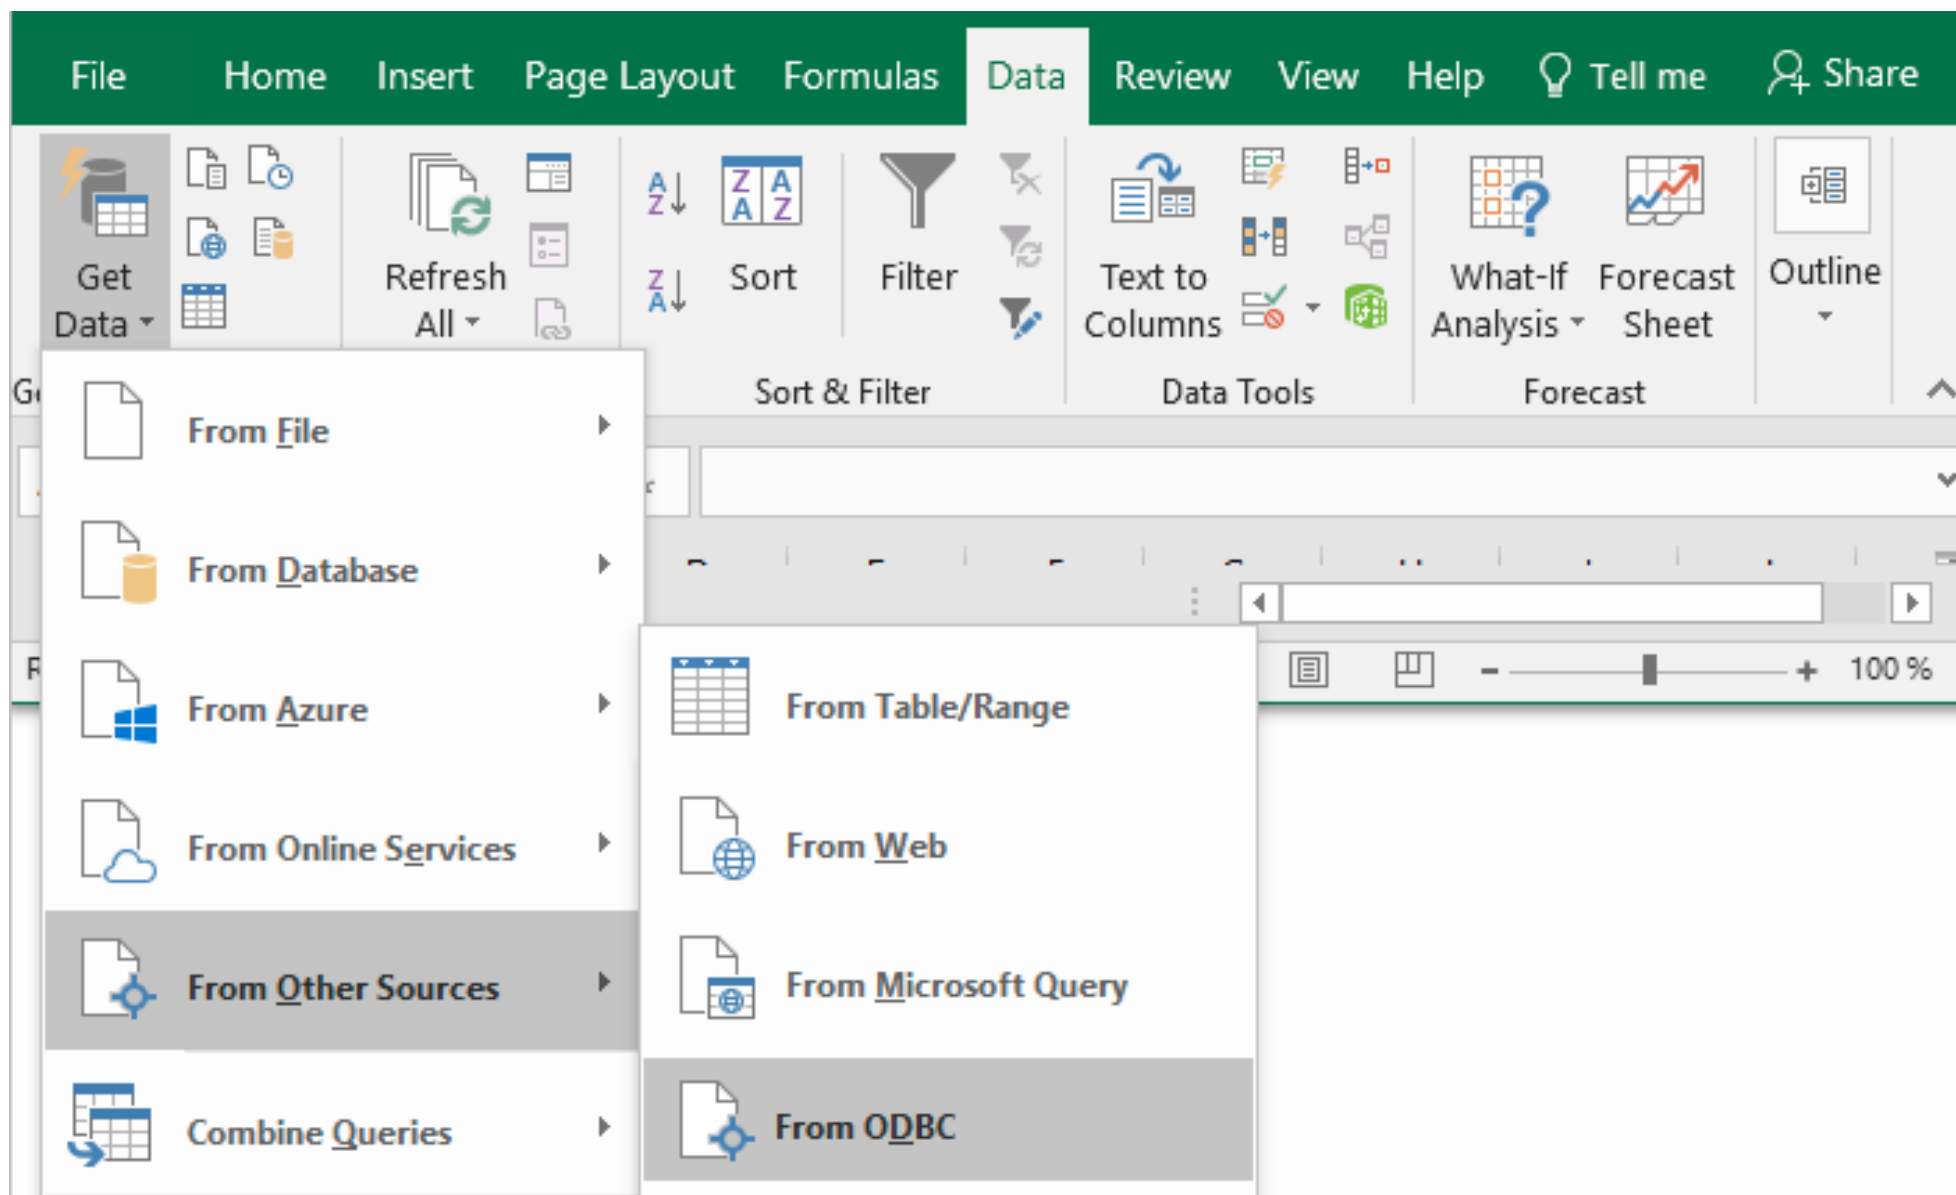 File Home Insert Page Layout Formulas Data Review View Help Tell me Share
Get Data
Refresh All
Sort
Filter
Text to Columns
What-If Analysis
Forecast Sheet
Outline
Sort & Filter
Data Tools
Forecast
From File
From Database
From Azure
From Online Services
From Other Sources
Combine Queries
From Table/Range
From Web
From Microsoft Query
From ODBC
100 %